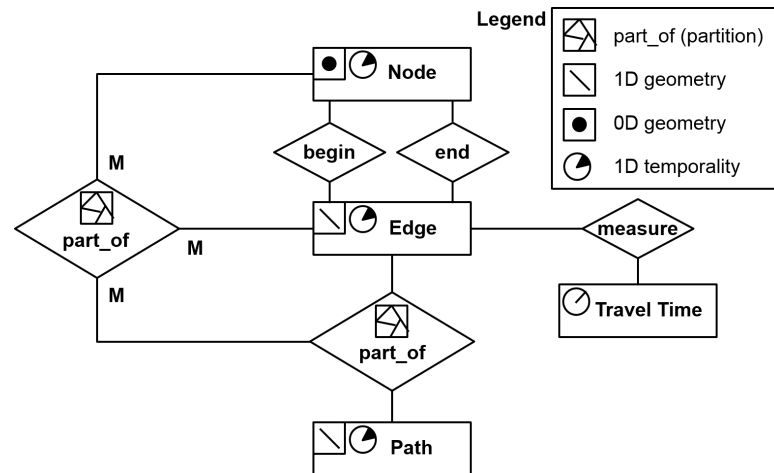 Legend
part_of (partition)
1D geometry
0D geometry
1D temporality
Node
begin
end
M
part_of
M
Edge
measure
M
Travel Time
part_of
Path